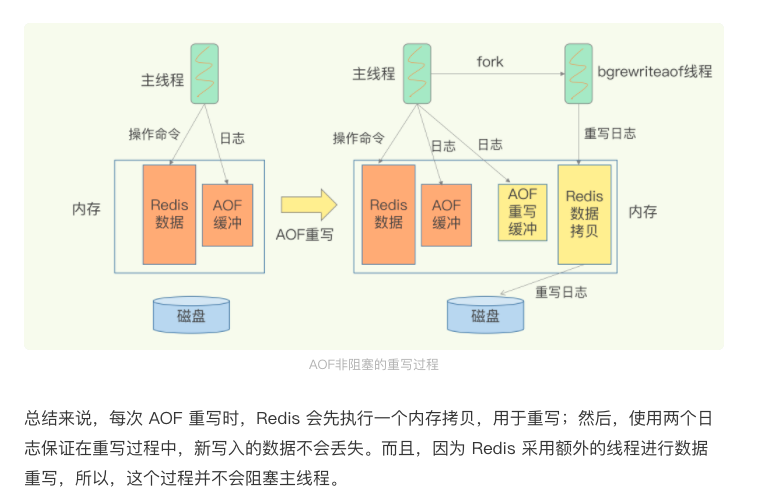 主线程
操作命令
日志
内存
Redis
数据
AOF
缓冲
磁盘
AOF重写
主线程
fork
bgrewriteaof线程
操作命令
日志
日志
重写日志
Redis
数据
AOF
缓冲
AOF
重写
缓冲
Redis
数据
拷贝
内存
重写日志
磁盘
AOF非阻塞的重写过程
总结来说，每次 AOF 重写时，Redis 会先执行一个内存拷贝，用于重写；然后，使用两个日
志保证在重写过程中，新写入的数据不会丢失。而且，因为 Redis 采用额外的线程进行数据
重写，所以，这个过程并不会阻塞主线程。